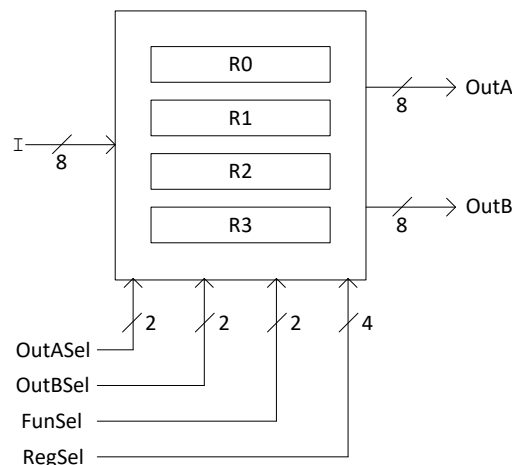 R0
OutA
8
R1
I
8
R2
OutB
8
R3
2
2
2
4
OutASel
OutBSel
FunSel
RegSel